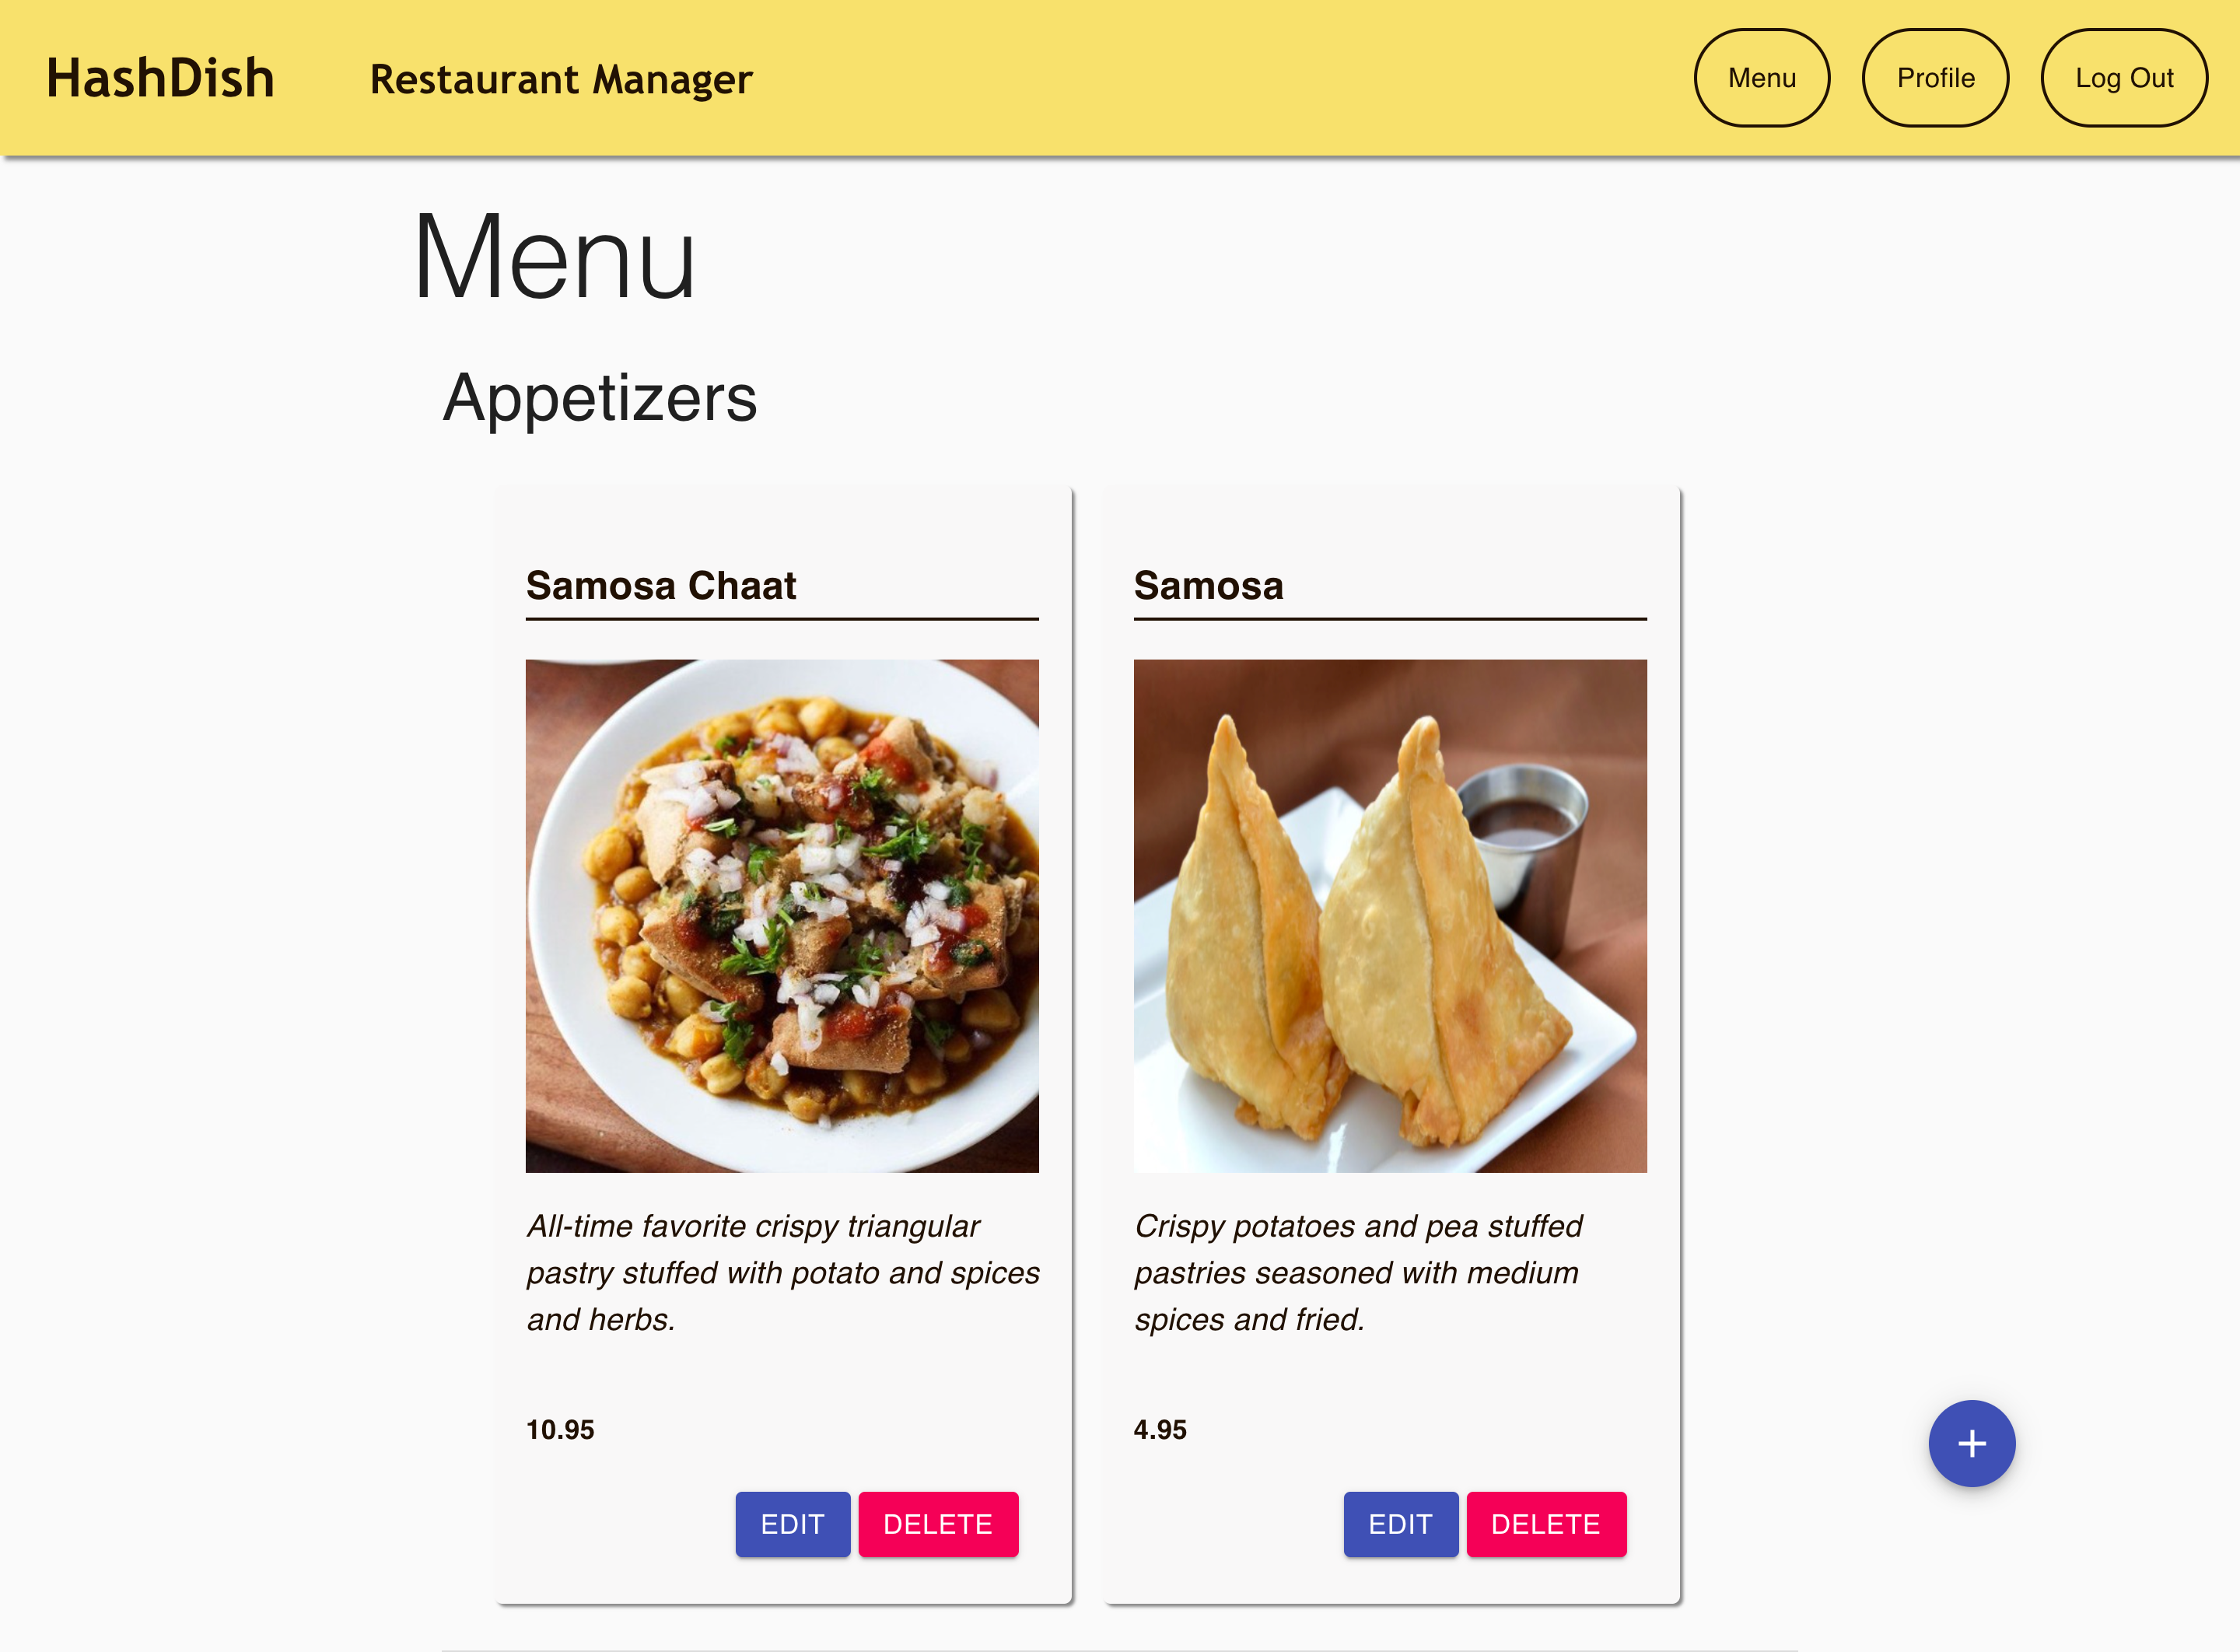 HashDish
Restaurant Manager
Menu
Profile
Log Out
Menu
Appetizers
Samosa Chaat
All-time favorite crispy triangular
pastry stuffed with potato and spices
and herbs.
10.95
EDIT
DELETE
Samosa
Crispy potatoes and pea stuffed
pastries seasoned with medium
spices and fried.
4.95
EDIT
DELETE
+